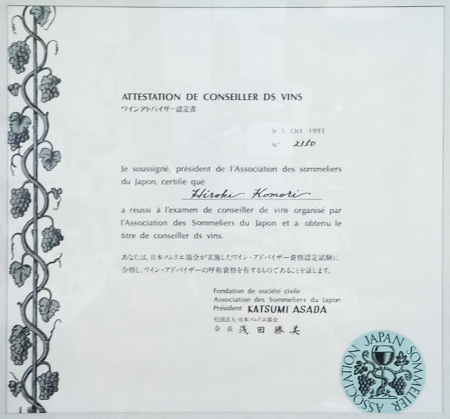 ATTESTATION DE CONSEILLER DS VINS
ワインアドバイザー認定書
le 3 Oct 1993
N° 2310
Je soussigné, président de l'Association des sommeliers
du Japon, certifie que
Hiroki Komori
a réussi à l'examen de conseiller de vins organisé par
l'Association des Sommeliers du Japon et a obtenu le
titre de conseiller ds vins.
あなたは、日本ソムリエ協会が実施したワイン・アドバイザー資格認定試験に
合格し、ワイン・アドバイザーの呼称資格を有するものであることを証します。
Fondation de société civile
Association des Sommeliers du Japon
Président KATSUMI ASADA
社団法人・日本ソムリエ協会
会長 浅田勝美
JAPAN SOMMELIER ASSOCIATION